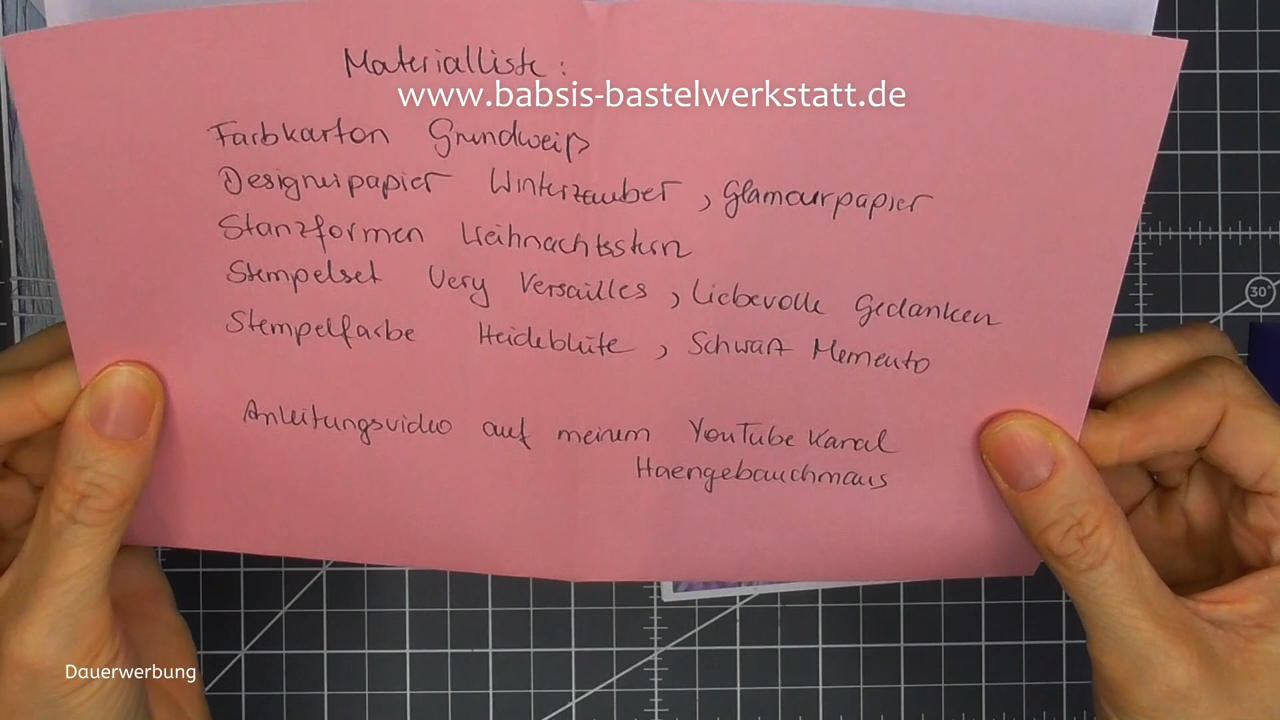 Materialliste:
www.babsis-bastelwerkstatt.de
Farbkarton Grundweiß
Designerpapier Winterzauber, Glamourpapier
Stanzformen Weihnachtsstern
Stempelset Very Versailles, Liebevolle Gedanken
30°
Stempelfarbe Heideblüte, Schwarz Memento
Anleitungsvideo auf meinem YouTube Kanal
Haengebauchmaus
Dauerwerbung